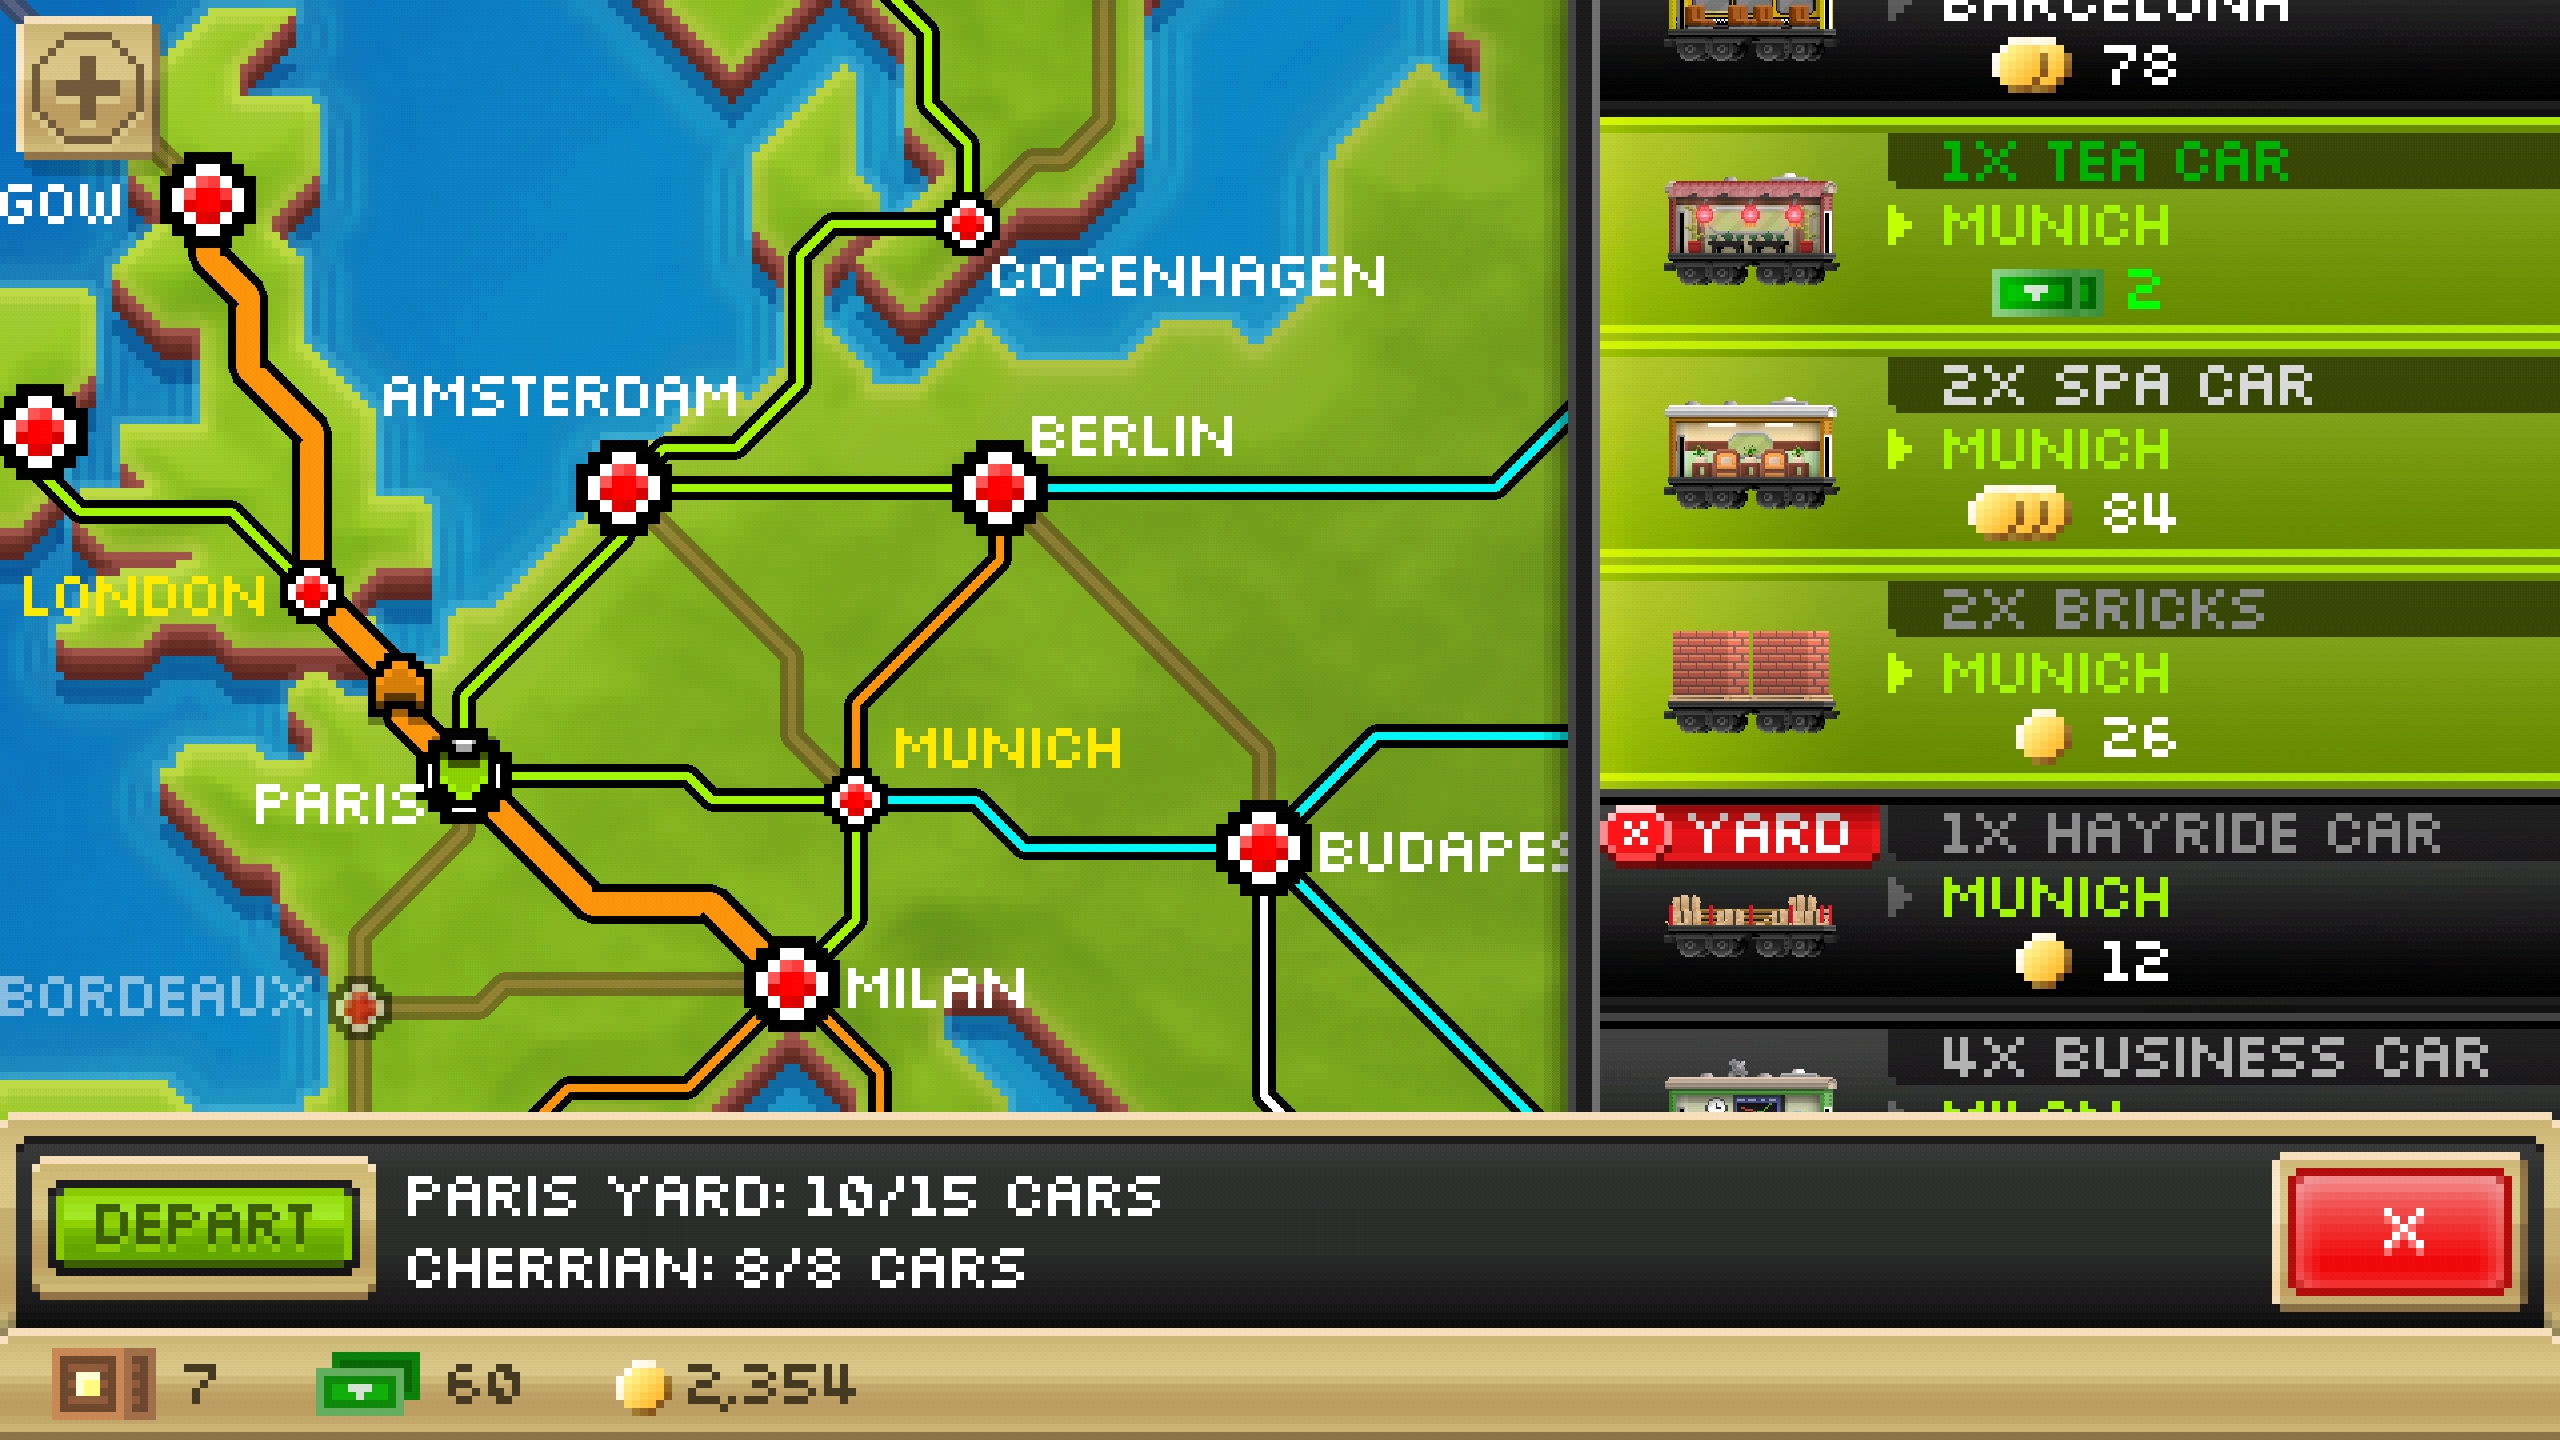 GOW
COPENHAGEN
AMSTERDAM
BERLIN
LONDON
MUNICH
PARIS
BUDAPES
MILAN
BORDEAUX
BARCELONA
78
1X TEA CAR
MUNICH
2
2X SPA CAR
MUNICH
84
2X BRICKS
MUNICH
26
X YARD
1X HAYRIDE CAR
MUNICH
12
4X BUSINESS CAR
MILAN
DEPART
PARIS YARD: 10/15 CARS
CHERRIAN: 8/8 CARS
X
7
60
2,354